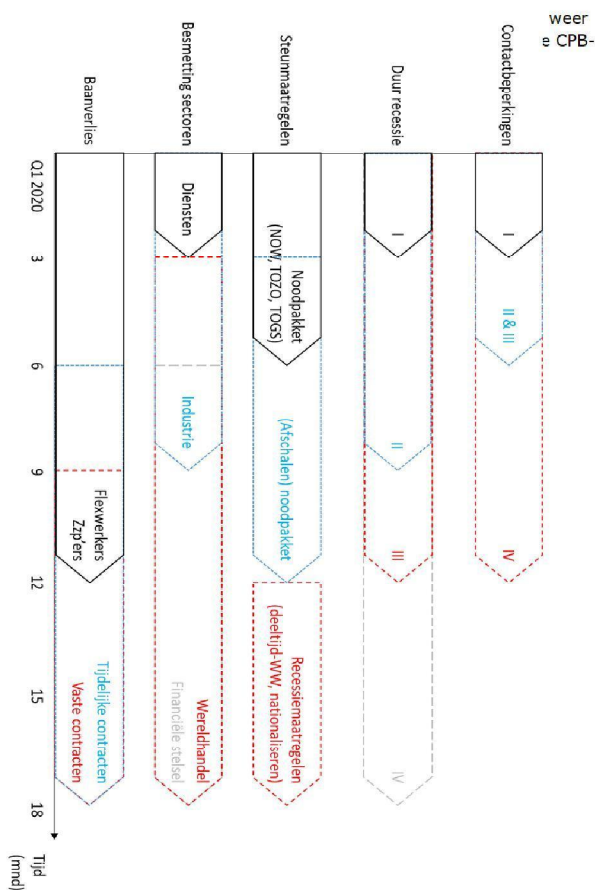 weer
e CPB-
Contactbeperkingen
I
II & III
IV
Duur recessie
I
II
III
IV
Steunmaatregelen
Noodpakket
(NOW, TOZO, TOGS)
(Afschalen) noodpakket
Recessiemaatregelen
(deeltijd-WW, nationaliseren)
Besmetting sectoren
Diensten
Industrie
Wereldhandel
Financiële stelsel
Baanverlies
Flexwerkers
Zzp'ers
Tijdelijke contracten
Vaste contracten
Q1 2020
3
6
9
12
15
18
Tijd
(mnd)